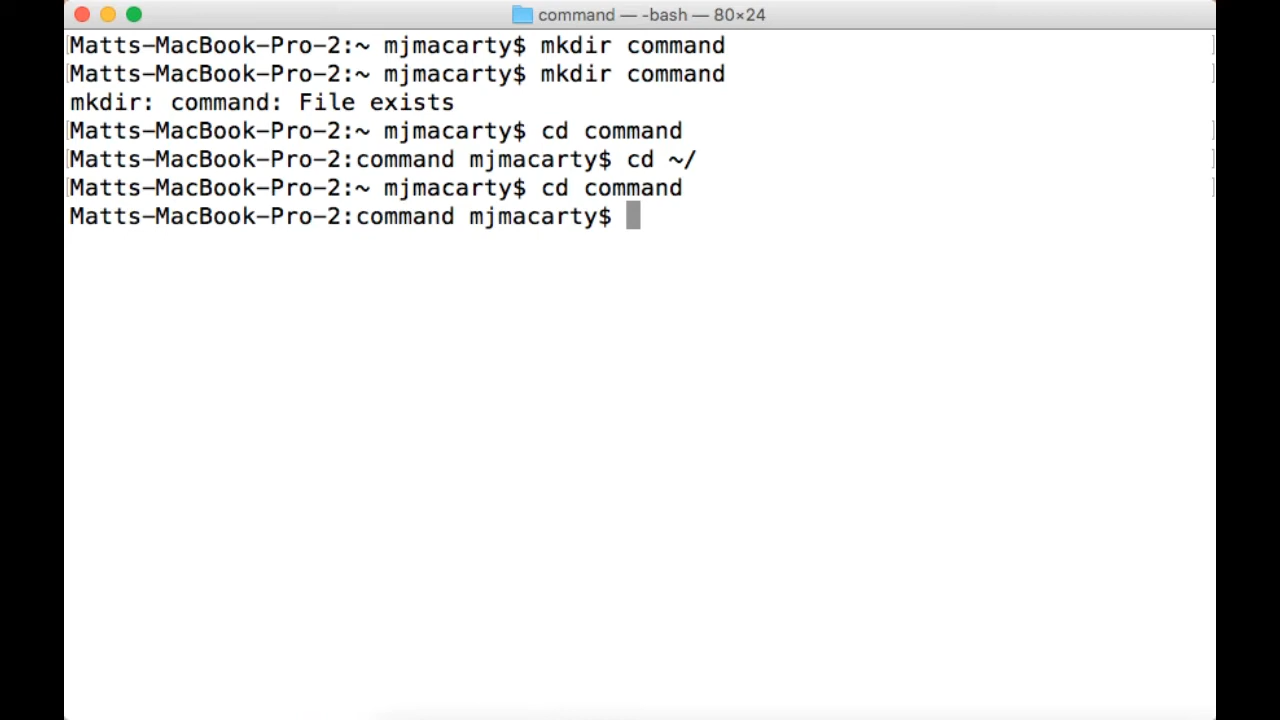 command — -bash — 80×24
Matts-MacBook-Pro-2:~ mjmacarty$ mkdir command
Matts-MacBook-Pro-2:~ mjmacarty$ mkdir command
mkdir: command: File exists
Matts-MacBook-Pro-2:~ mjmacarty$ cd command
Matts-MacBook-Pro-2:command mjmacarty$ cd ~/
Matts-MacBook-Pro-2:~ mjmacarty$ cd command
Matts-MacBook-Pro-2:command mjmacarty$